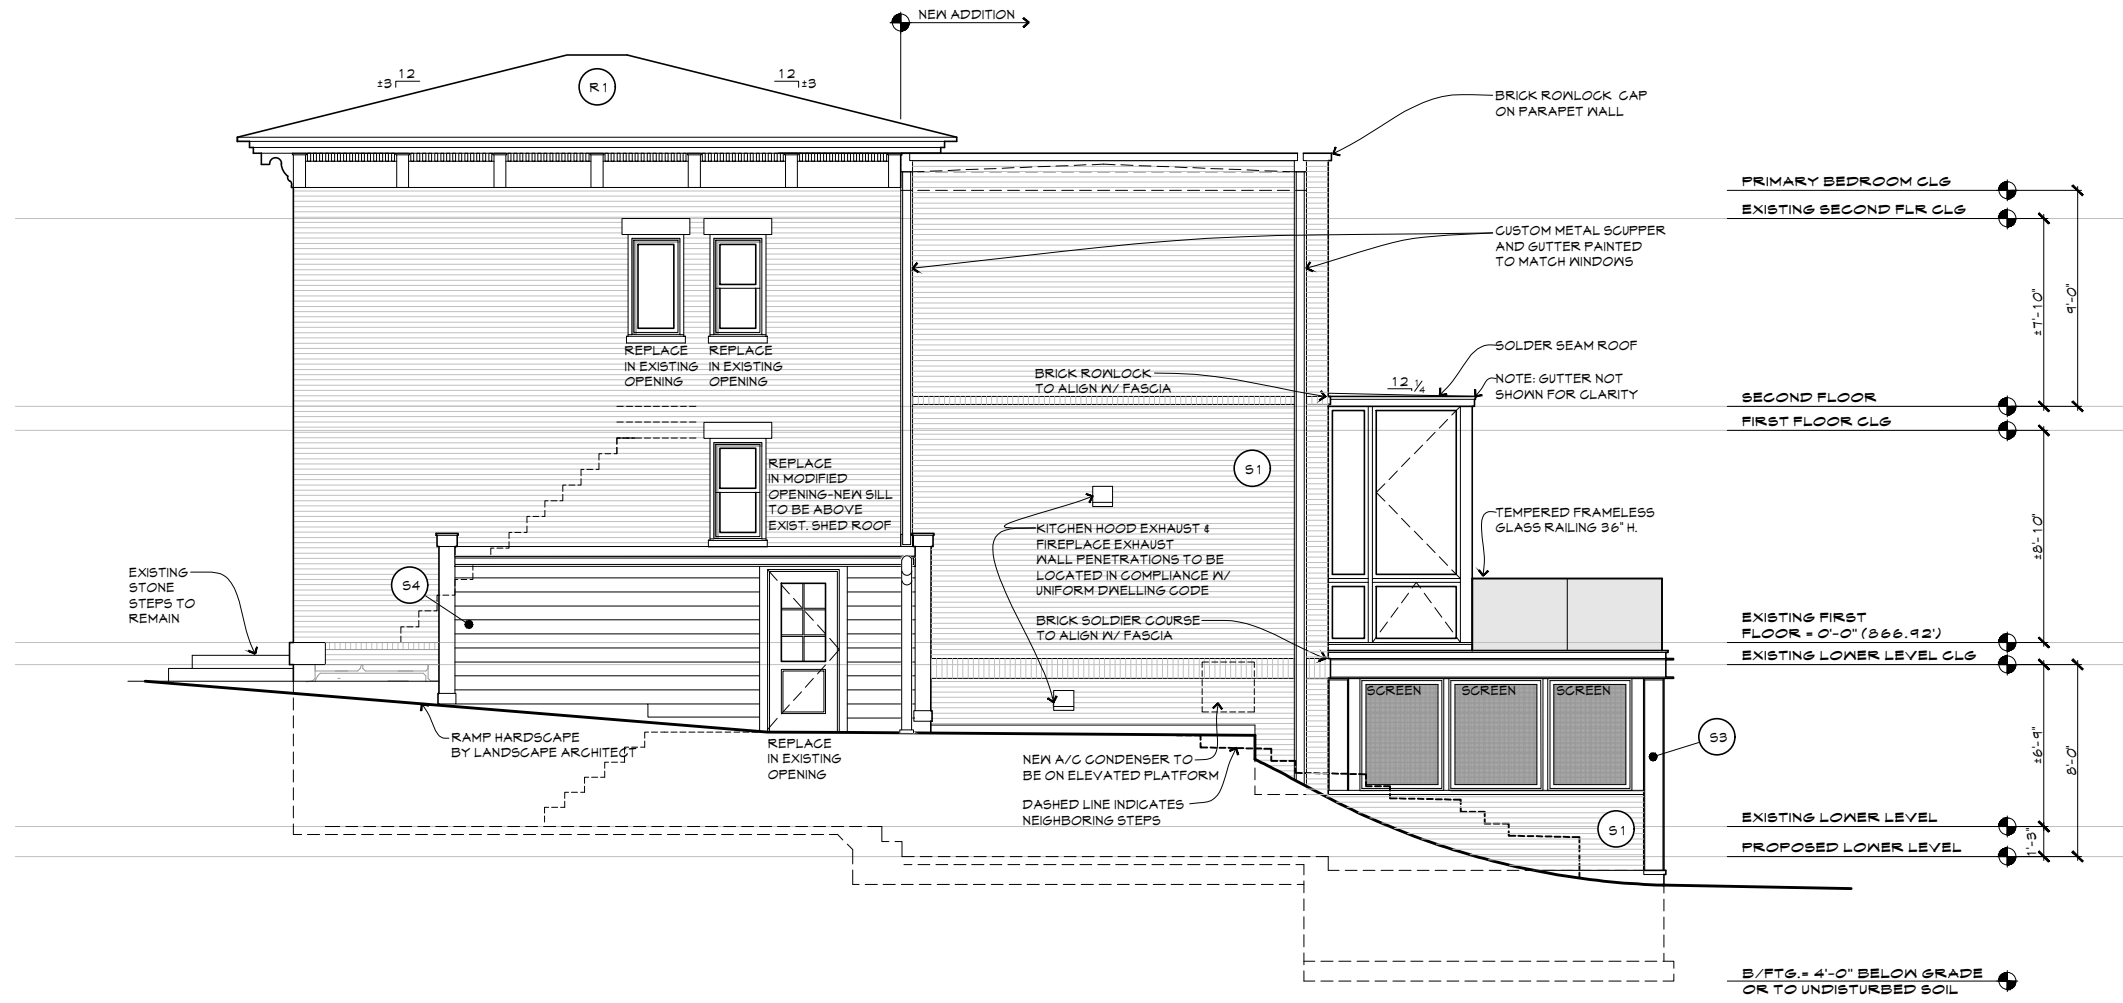 NEW ADDITION
12
±3
R1
12
±3
BRICK ROWLOCK CAP
ON PARAPET WALL
PRIMARY BEDROOM CLG
EXISTING SECOND FLR CLG
CUSTOM METAL SCUPPER
AND GUTTER PAINTED
TO MATCH WINDOWS
±7'-10"
9'-0"
REPLACE
IN EXISTING
OPENING
REPLACE
IN EXISTING
OPENING
SOLDER SEAM ROOF
BRICK ROWLOCK
TO ALIGN W/ FASCIA
12 1/4
NOTE: GUTTER NOT
SHOWN FOR CLARITY
SECOND FLOOR
FIRST FLOOR CLG
S1
REPLACE
IN MODIFIED
OPENING-NEW SILL
TO BE ABOVE
EXIST. SHED ROOF
TEMPERED FRAMELESS
GLASS RAILING 36" H.
±8'-10"
KITCHEN HOOD EXHAUST &
FIREPLACE EXHAUST
WALL PENETRATIONS TO BE
LOCATED IN COMPLIANCE W/
UNIFORM DWELLING CODE
EXISTING
STONE
STEPS TO
REMAIN
S4
BRICK SOLDIER COURSE
TO ALIGN W/ FASCIA
EXISTING FIRST
FLOOR = 0'-0" (866.92')
EXISTING LOWER LEVEL CLG
SCREEN
SCREEN
SCREEN
RAMP HARDSCAPE
BY LANDSCAPE ARCHITECT
REPLACE
IN EXISTING
OPENING
S3
±6'-9"
8'-0"
NEW A/C CONDENSER TO
BE ON ELEVATED PLATFORM
DASHED LINE INDICATES
NEIGHBORING STEPS
S1
EXISTING LOWER LEVEL
1'-3"
PROPOSED LOWER LEVEL
B/FTG.= 4'-0" BELOW GRADE
OR TO UNDISTURBED SOIL